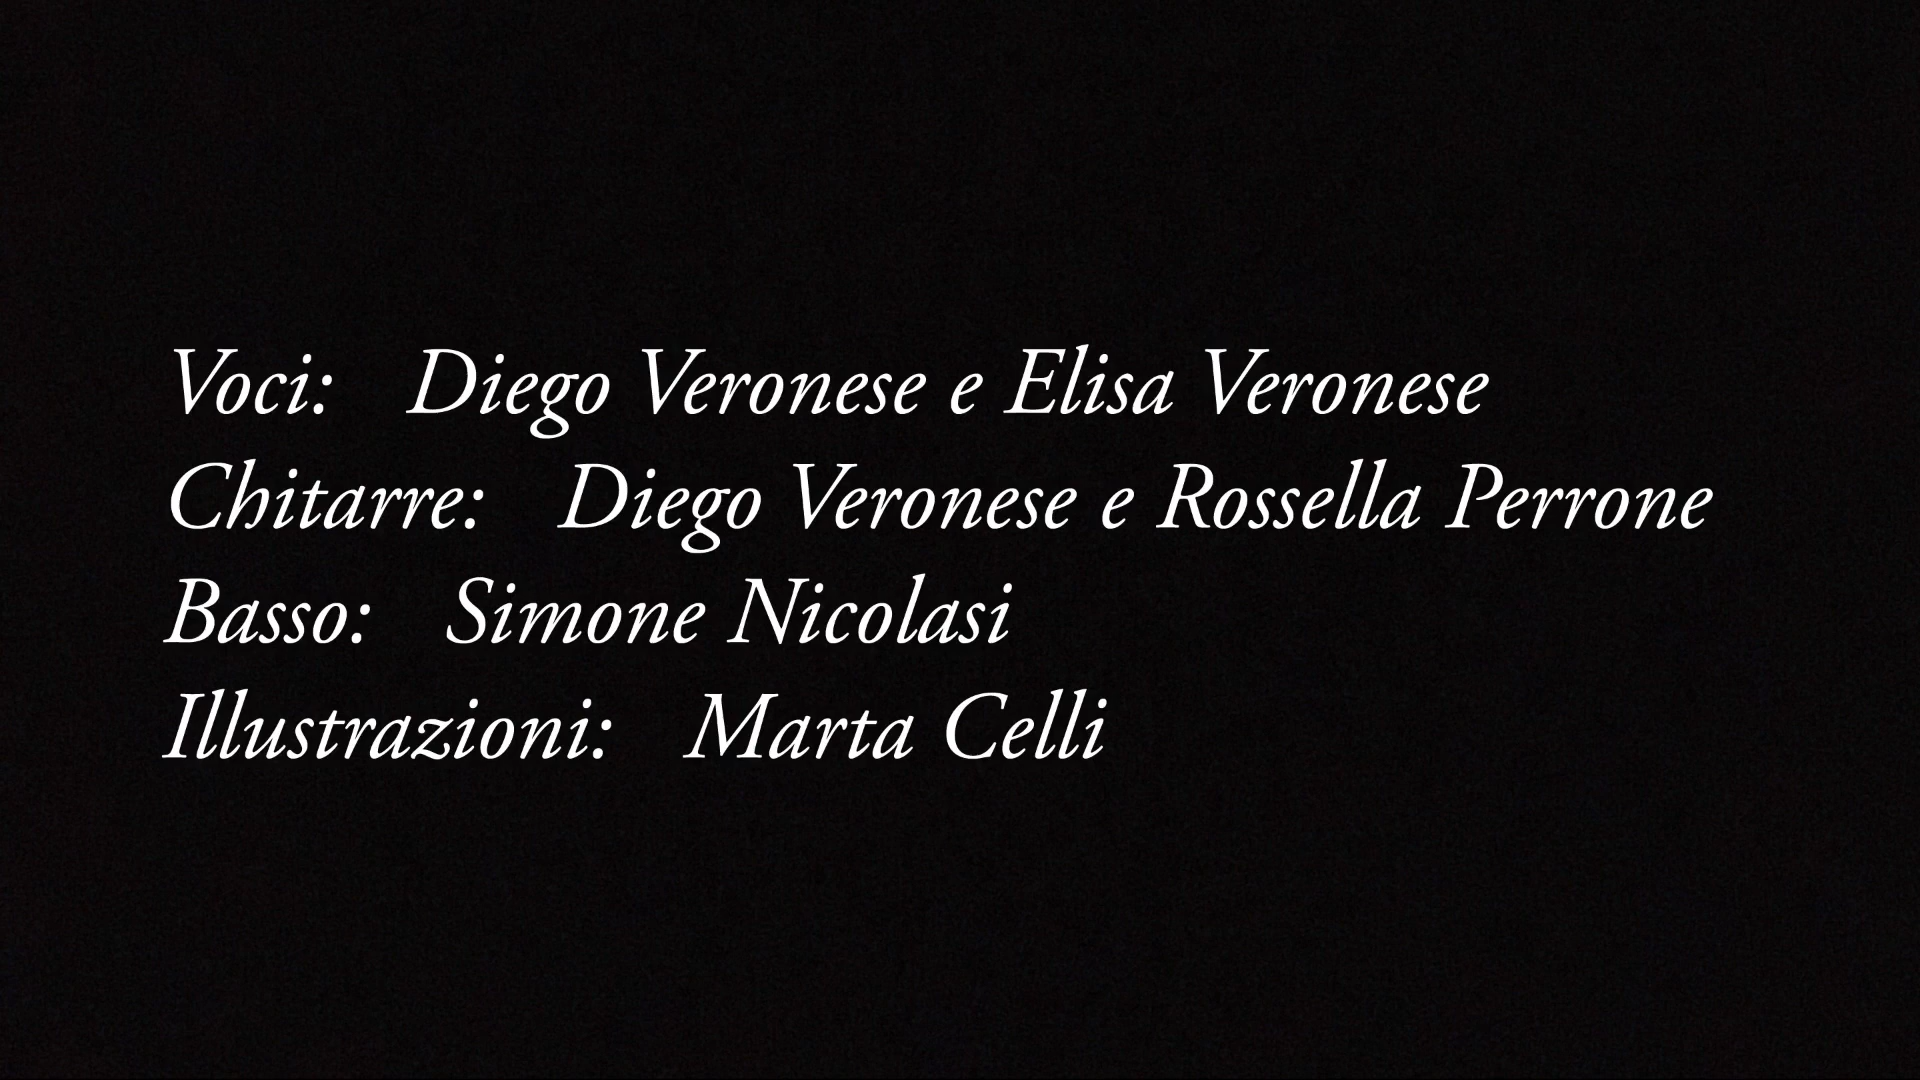 Voci: Diego Veronese e Elisa Veronese
Chitarre: Diego Veronese e Rossella Perrone
Basso: Simone Nicolasi
Illustrazioni: Marta Celli